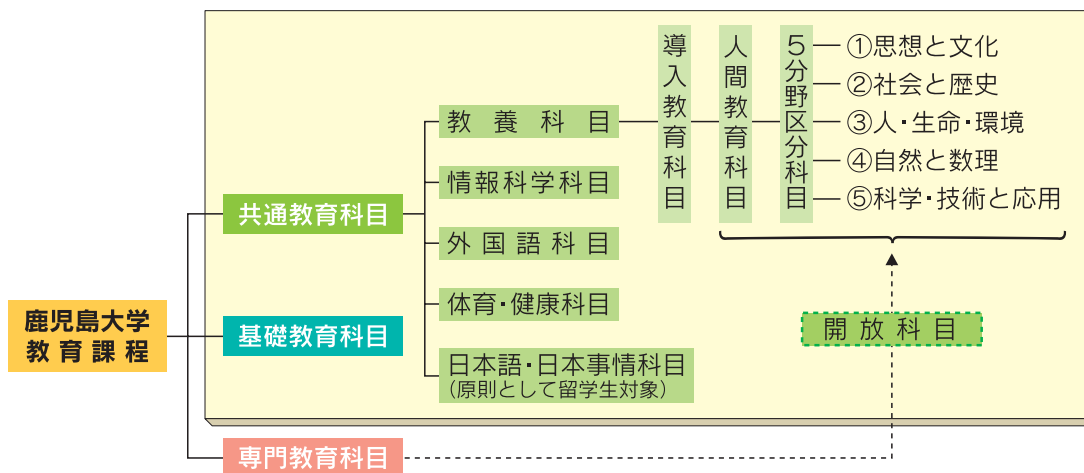 鹿児島大学
教育課程
共通教育科目
基礎教育科目
専門教育科目
教養科目
情報科学科目
外国語科目
体育・健康科目
日本語・日本事情科目
(原則として留学生対象)
導入教育科目
人間教育科目
5分野区分科目
①思想と文化
②社会と歴史
③人・生命・環境
④自然と数理
⑤科学・技術と応用
開放科目